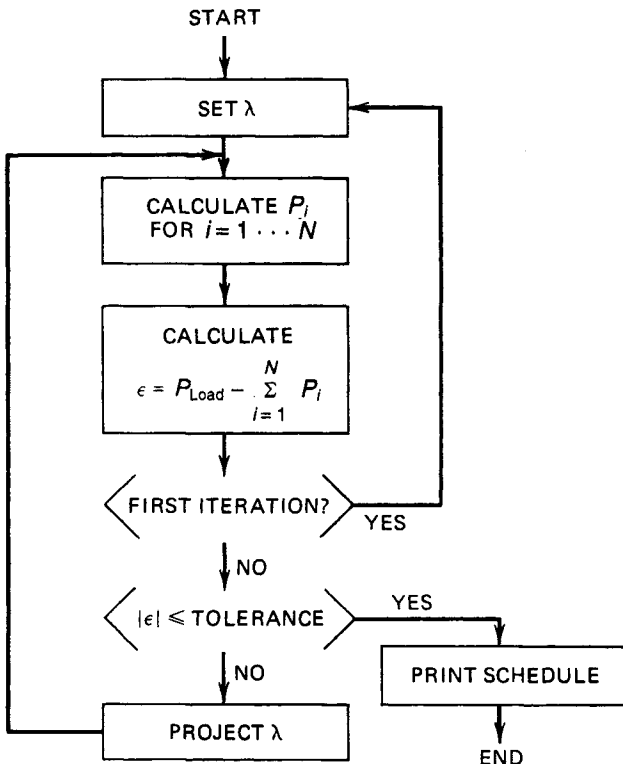 START
SET λ
CALCULATE P_i
FOR i = 1 ··· N
CALCULATE
N
ϵ = P_Load − Σ P_i
i = 1
FIRST ITERATION?
YES
NO
|ϵ| ⩽ TOLERANCE
YES
NO
PRINT SCHEDULE
PROJECT λ
END